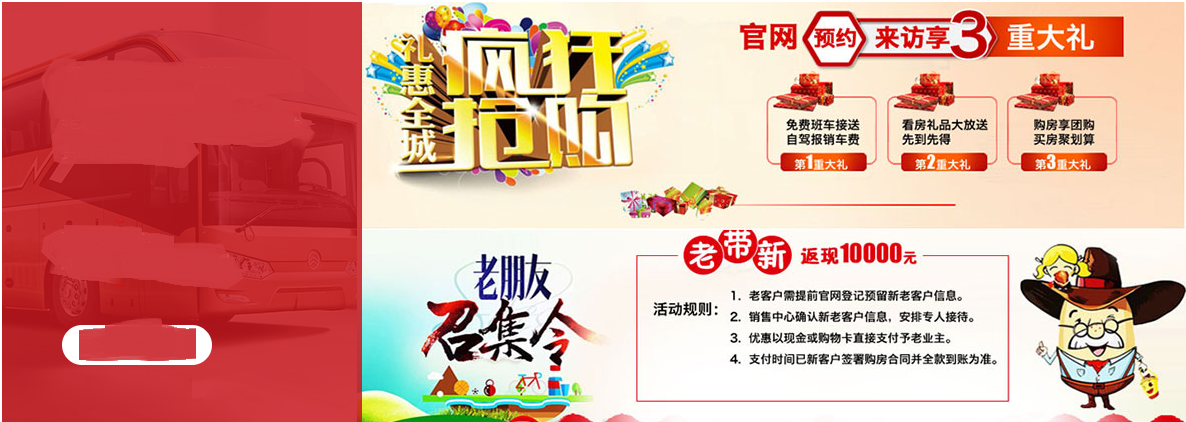 礼惠全城
疯狂
抢购
官网 预约 来访享3重大礼
免费班车接送
自驾报销车费
第1重大礼
看房礼品大放送
先到先得
第2重大礼
购房享团购
买房聚划算
第3重大礼
老朋友
召集令
老带新 返现10000元
活动规则：
1. 老客户需提前官网登记预留新老客户信息。
2. 销售中心确认新老客户信息，安排专人接待。
3. 优惠以现金或购物卡直接支付予老业主。
4. 支付时间已新客户签署购房合同并全款到账为准。